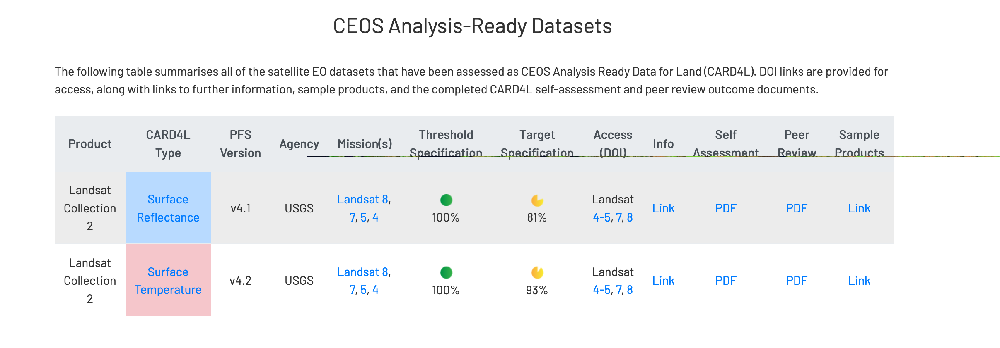 CEOS Analysis-Ready Datasets
The following table summarises all of the satellite EO datasets that have been assessed as CEOS Analysis Ready Data for Land (CARD4L). DOI links are provided for
access, along with links to further information, sample products, and the completed CARD4L self-assessment and peer review outcome documents.
Product
CARD4L
Type
PFS
Version
Agency
Mission(s)
Threshold
Specification
Target
Specification
Access
(DOI)
Info
Self
Assessment
Peer
Review
Sample
Products
Landsat
Collection
2
Surface
Reflectance
v4.1
USGS
Landsat 8,
7, 5, 4
100%
81%
Landsat
4-5, 7, 8
Link
PDF
PDF
Link
Landsat
Collection
2
Surface
Temperature
v4.2
USGS
Landsat 8,
7, 5, 4
100%
93%
Landsat
4-5, 7, 8
Link
PDF
PDF
Link